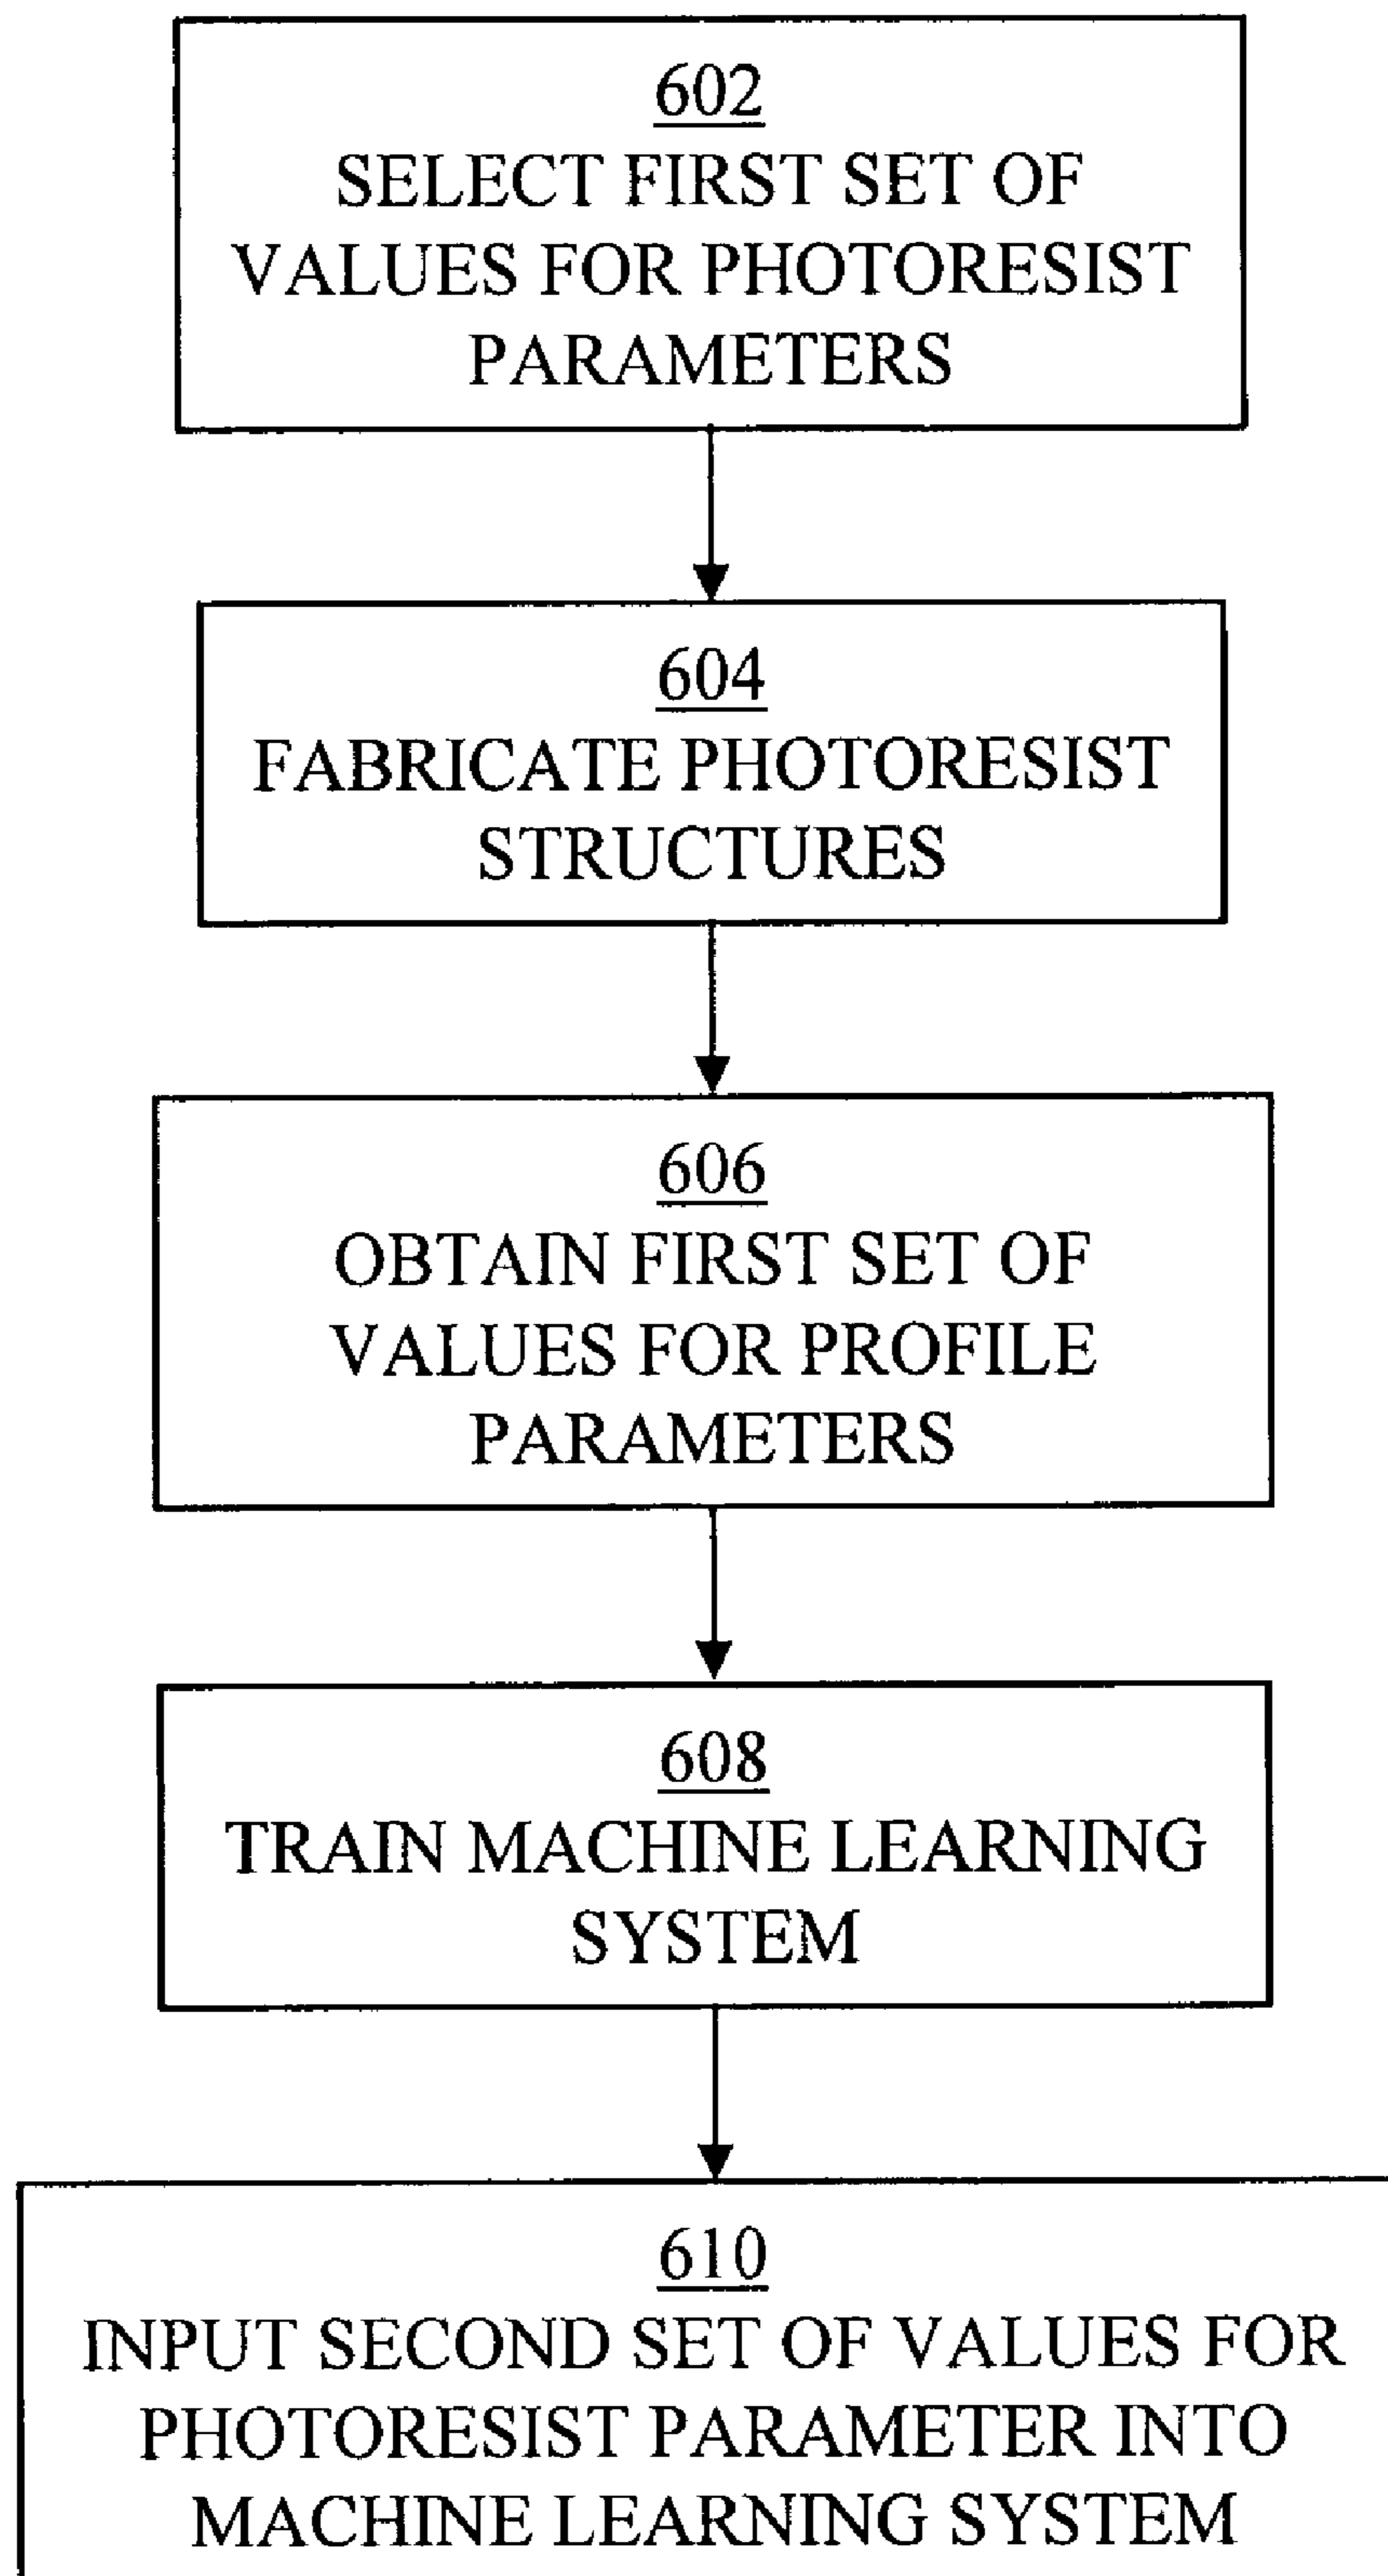 602
SELECT FIRST SET OF
VALUES FOR PHOTORESIST
PARAMETERS
604
FABRICATE PHOTORESIST
STRUCTURES
606
OBTAIN FIRST SET OF
VALUES FOR PROFILE
PARAMETERS
608
TRAIN MACHINE LEARNING
SYSTEM
610
INPUT SECOND SET OF VALUES FOR
PHOTORESIST PARAMETER INTO
MACHINE LEARNING SYSTEM